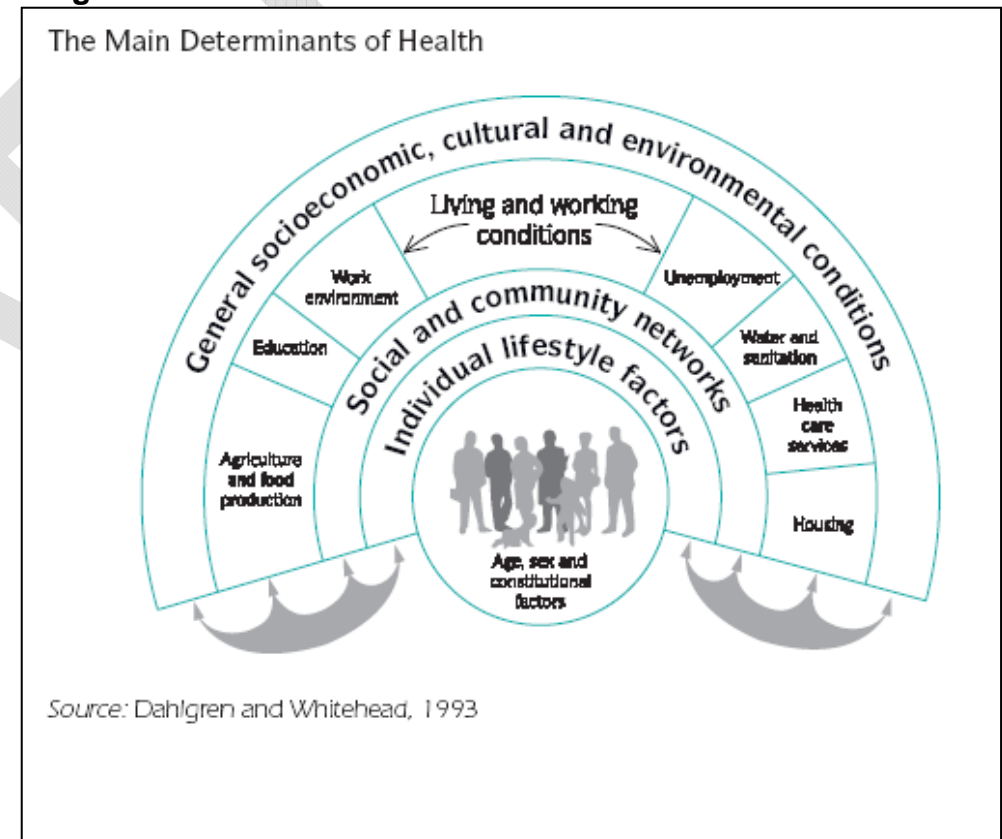 The Main Determinants of Health
General socioeconomic, cultural and environmental conditions
Living and working
conditions
Work
environment
Unemployment
Education
Water and
sanitation
Social and community networks
Individual lifestyle factors
Health
care
services
Agriculture
and food
production
Housing
Age, sex and
constitutional
factors
Source: Dahlgren and Whitehead, 1993